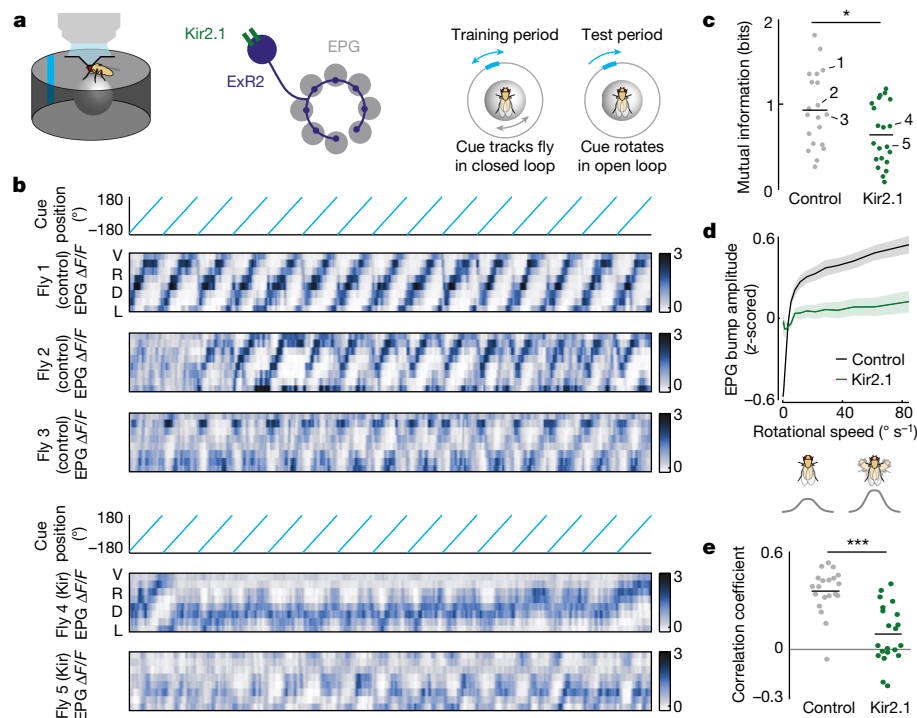 a
Kir2.1
EPG
ExR2
Training period
Test period
Cue tracks fly
in closed loop
Cue rotates
in open loop
b
Cue
position
(°)
180
−180
Fly 1
(control)
EPG ΔF/F
V
R
D
L
3
0
Fly 2
(control)
EPG ΔF/F
3
0
Fly 3
(control)
EPG ΔF/F
3
0
Cue
position
(°)
180
−180
Fly 4 (Kir)
EPG ΔF/F
V
R
D
L
3
0
Fly 5 (Kir)
EPG ΔF/F
3
0
c
Mutual information (bits)
2
1
0
*
1
2
3
4
5
Control
Kir2.1
d
EPG bump amplitude
(z-scored)
0.6
0
−0.6
Control
Kir2.1
0
40
80
Rotational speed (° s⁻¹)
e
Correlation coefficient
0.6
0
−0.3
***
Control
Kir2.1